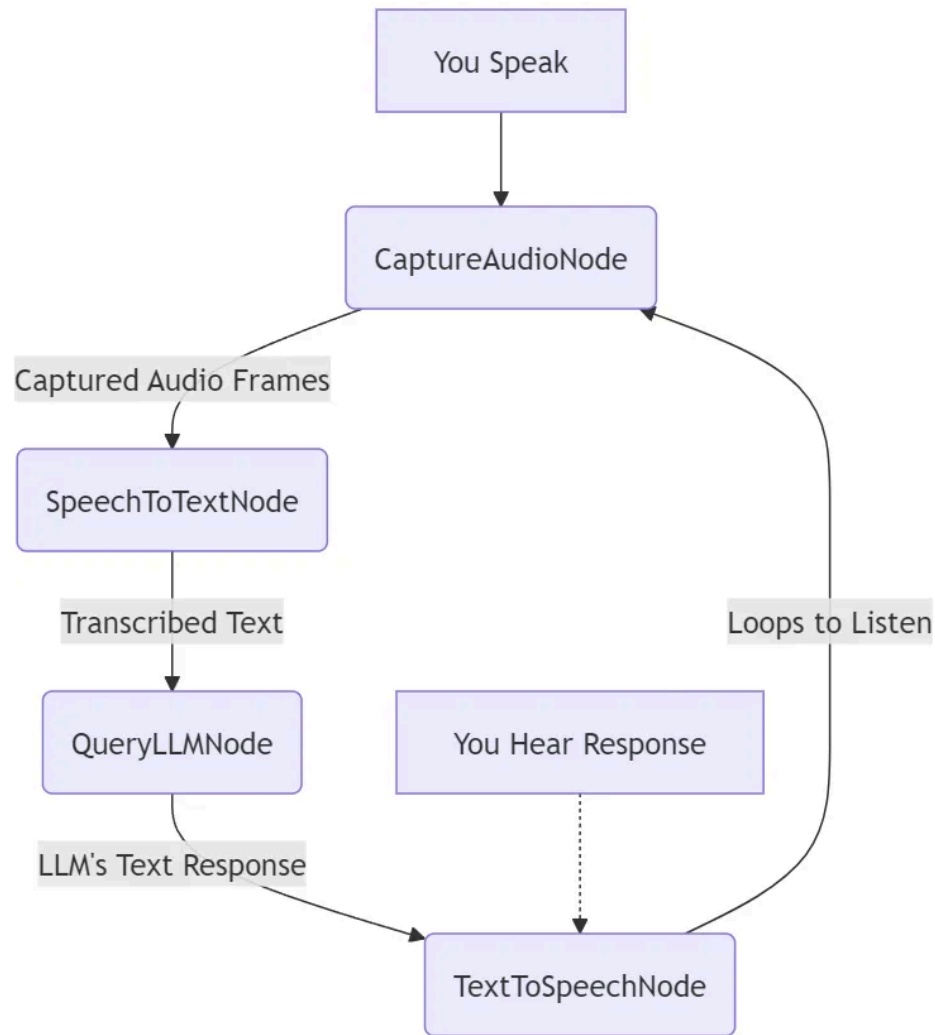 You Speak
CaptureAudioNode
Captured Audio Frames
SpeechToTextNode
Transcribed Text
Loops to Listen
QueryLLMNode
You Hear Response
LLM's Text Response
TextToSpeechNode